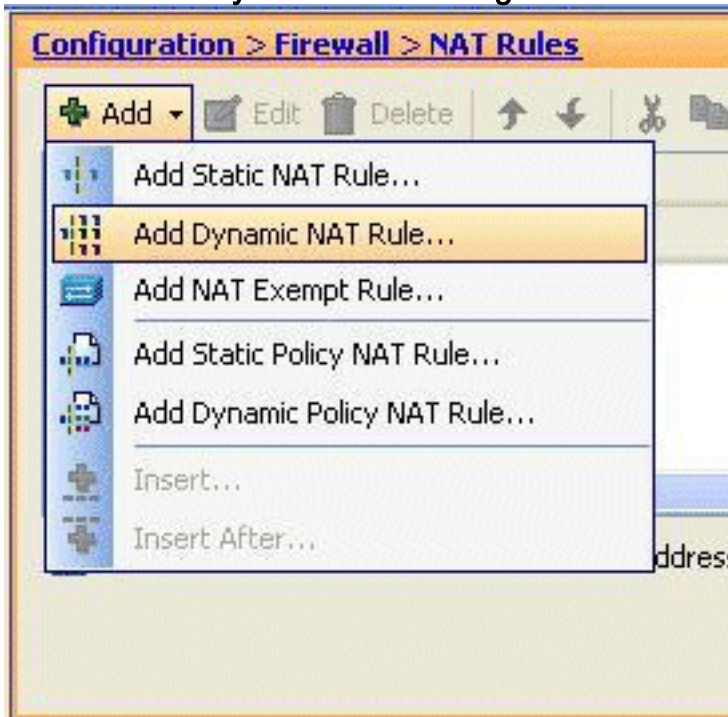 Configuration > Firewall > NAT Rules
Add Edit Delete
Add Static NAT Rule...
Add Dynamic NAT Rule...
Add NAT Exempt Rule...
Add Static Policy NAT Rule...
Add Dynamic Policy NAT Rule...
Insert...
Insert After...
ddres